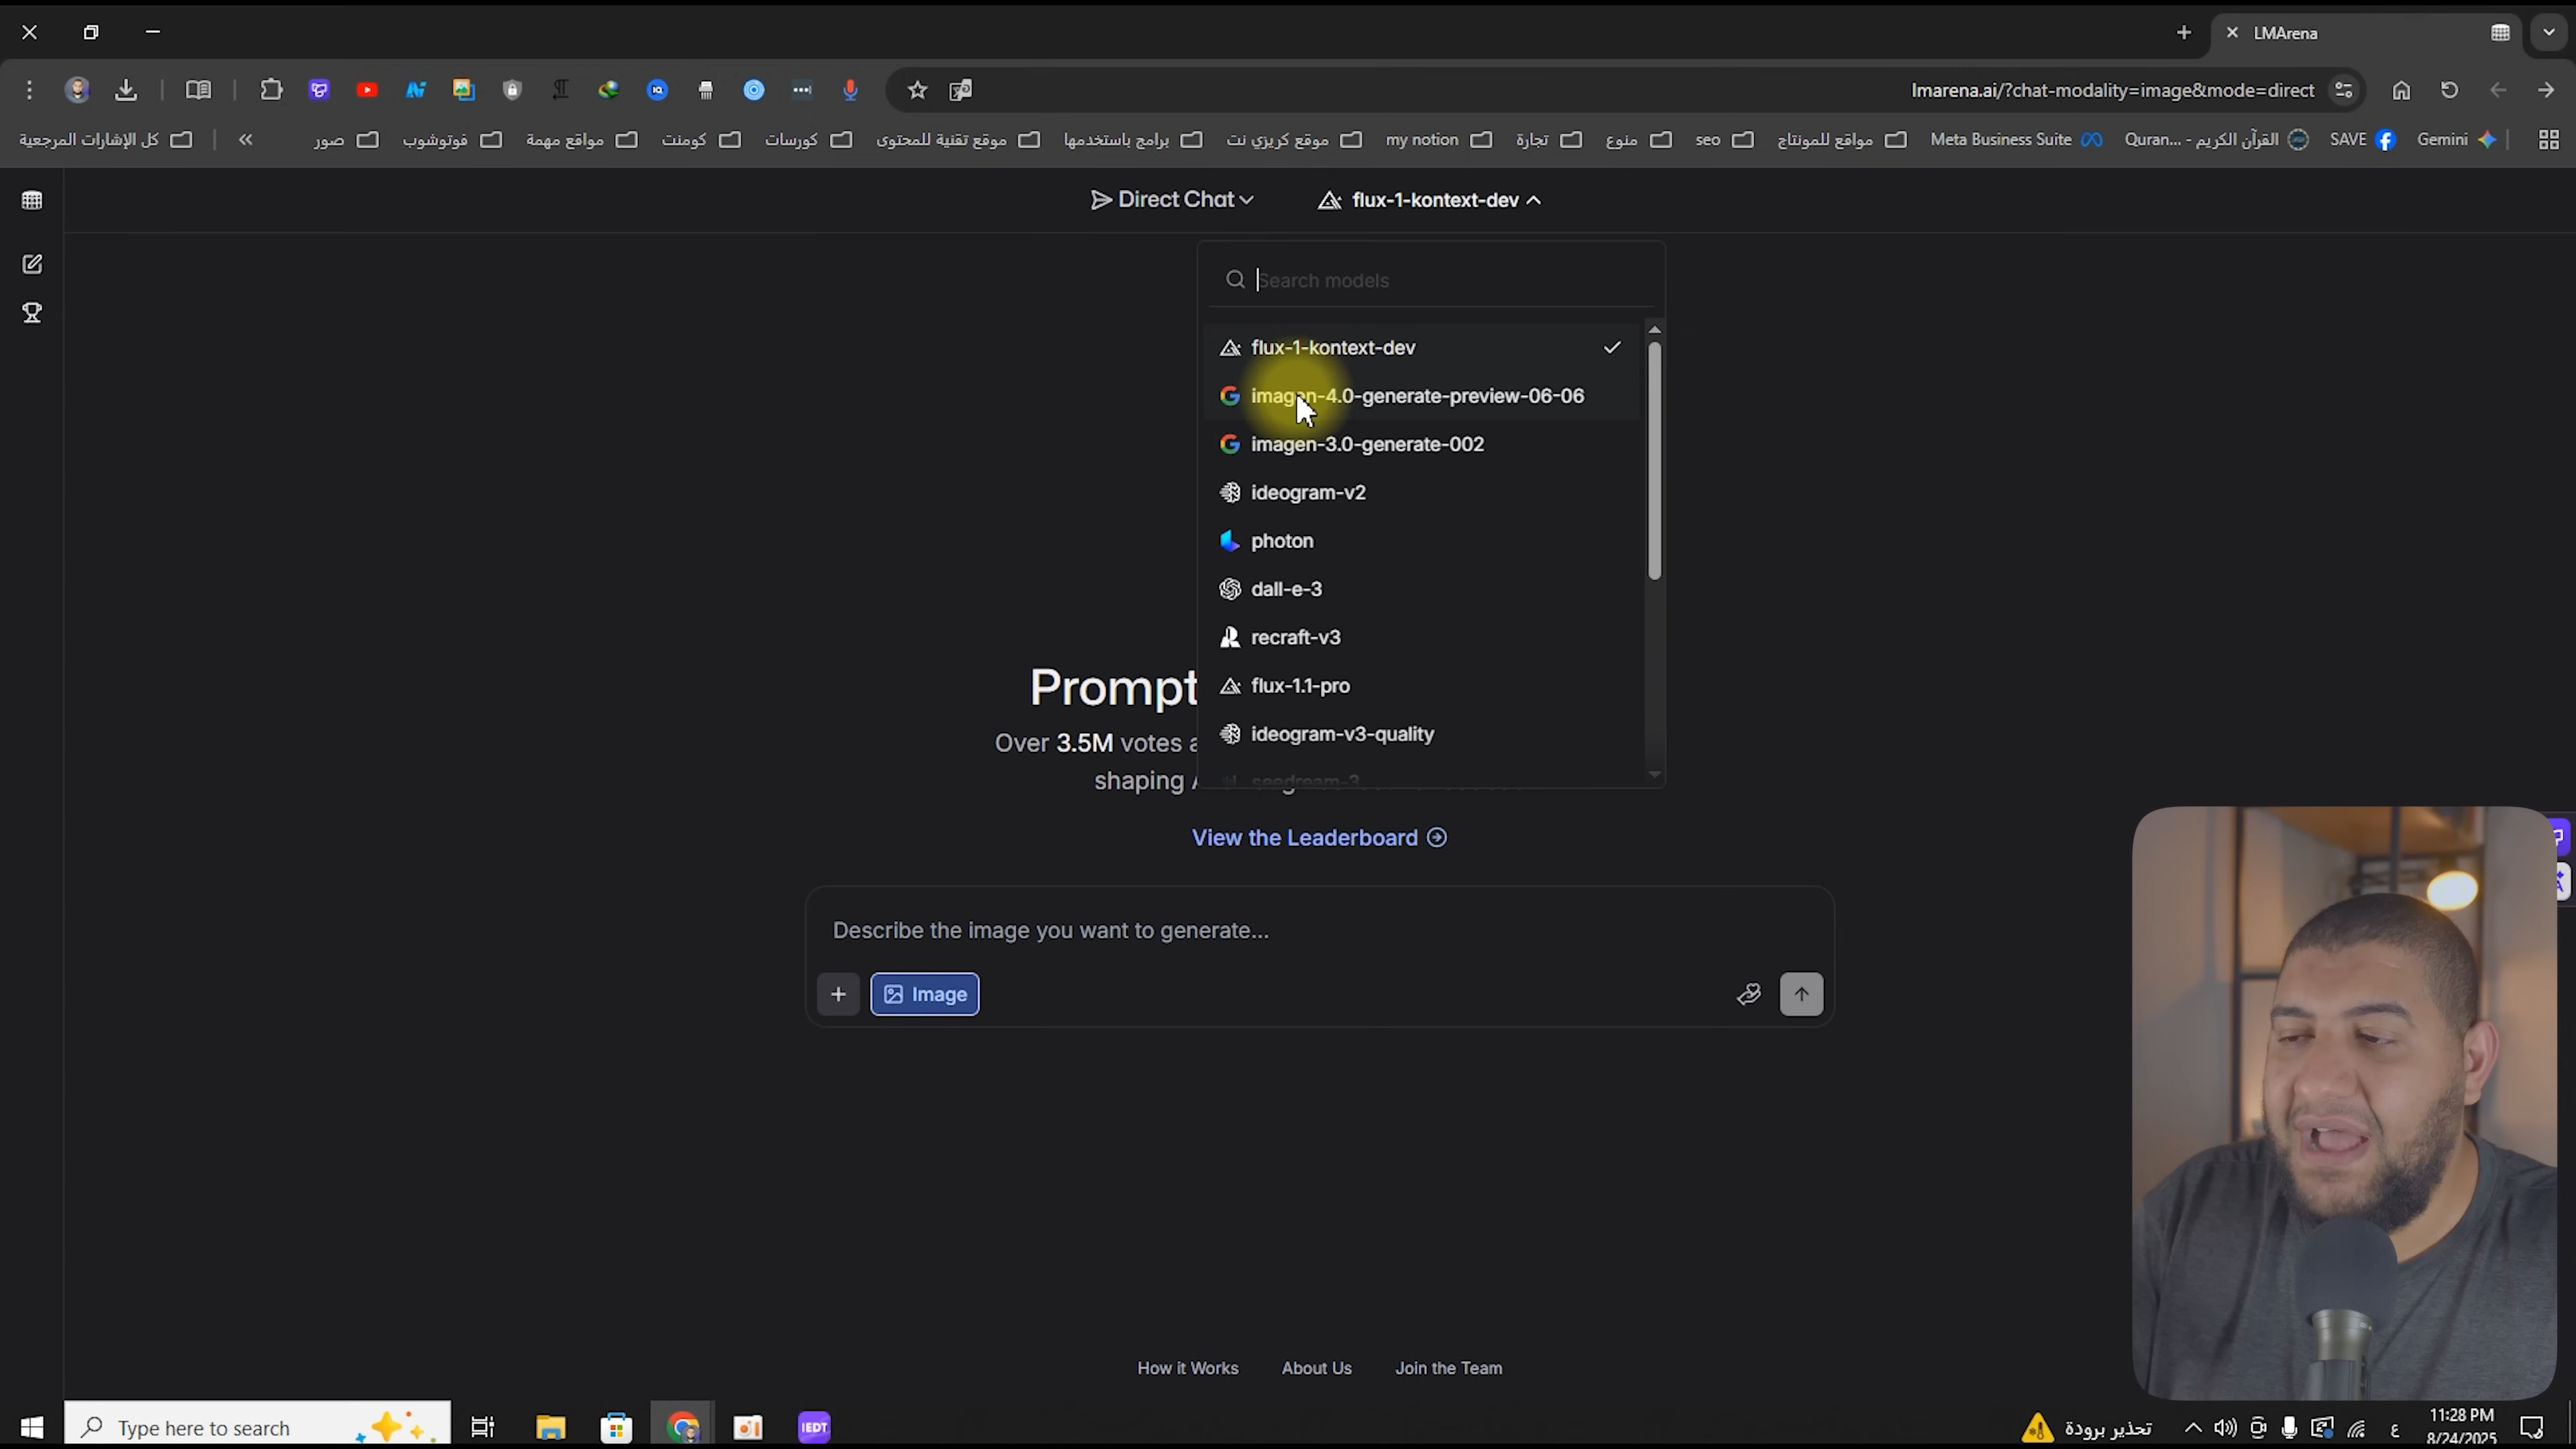 LMArena
lmarena.ai/?chat-modality=image&mode=direct
Gemini
SAVE
القرآن الكريم - Quran...
Meta Business Suite
مواقع للمونتاج
seo
منوع
تجارة
my notion
موقع كريزي نت
برامج باستخدمها
موقع تقنية للمحتوى
كورسات
كومنت
مواقع مهمة
فوتوشوب
صور
كل الإشارات المرجعية
Direct Chat
flux-1-kontext-dev
Search models
flux-1-kontext-dev
imagen-4.0-generate-preview-06-06
imagen-3.0-generate-002
ideogram-v2
photon
dall-e-3
recraft-v3
flux-1.1-pro
ideogram-v3-quality
seedream-3
Prompt
Over 3.5M votes
shaping
View the Leaderboard
Describe the image you want to generate...
Image
How it Works
About Us
Join the Team
Type here to search
IEDT
تحذير برودة
ع
11:28 PM
8/24/2025